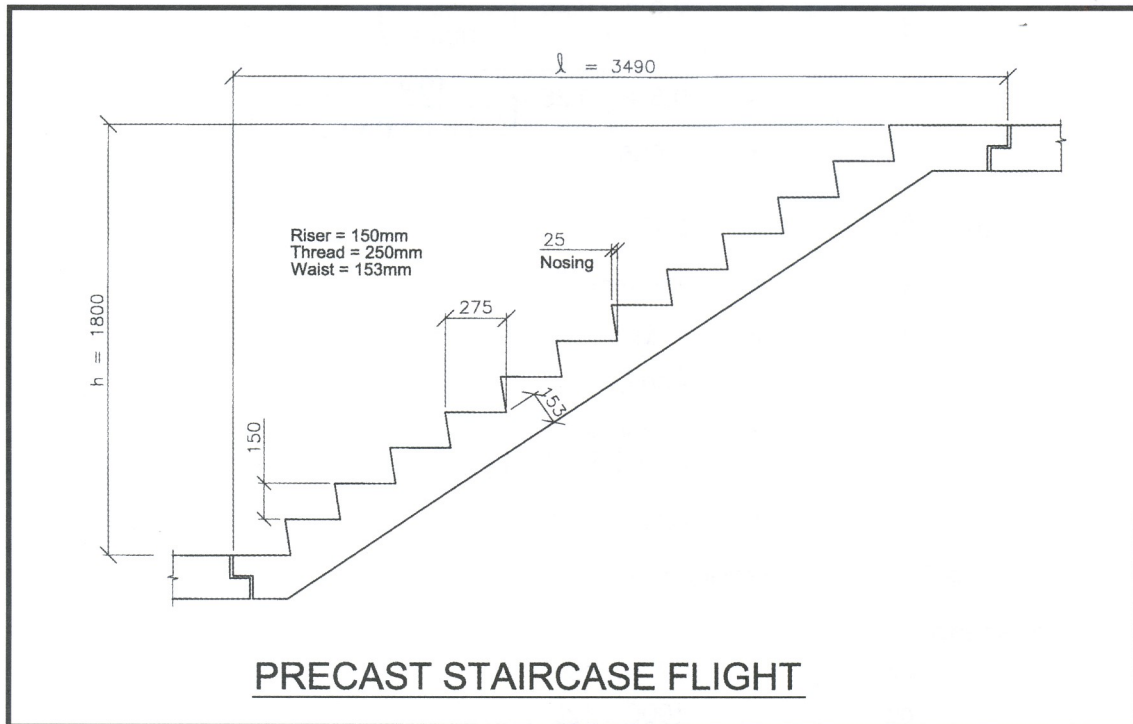 ℓ = 3490
h = 1800
Riser = 150mm
Thread = 250mm
Waist = 153mm
25
Nosing
275
153
150
PRECAST STAIRCASE FLIGHT